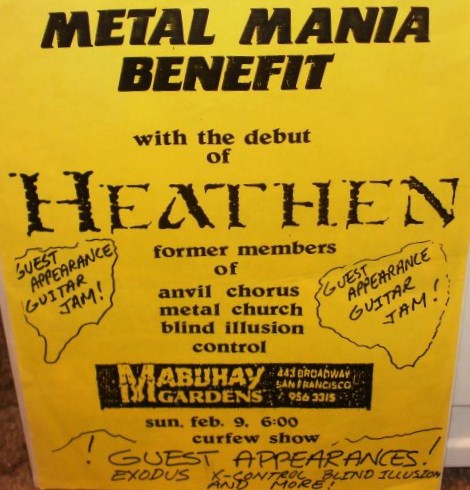 METAL MANIA
BENEFIT
with the debut
of
HEATHEN
former members
of
anvil chorus
metal church
blind illusion
control
GUEST
APPEARANCE
GUITAR
JAM!
GUEST
APPEARANCE
GUITAR
JAM!
MABUHAY
GARDENS
443 BROADWAY
SAN FRANCISCO
956 3315
sun. feb. 9, 6:00
curfew show
! GUEST APPEARANCES!
EXODUS X-CONTROL BLIND ILLUSION
AND MORE!